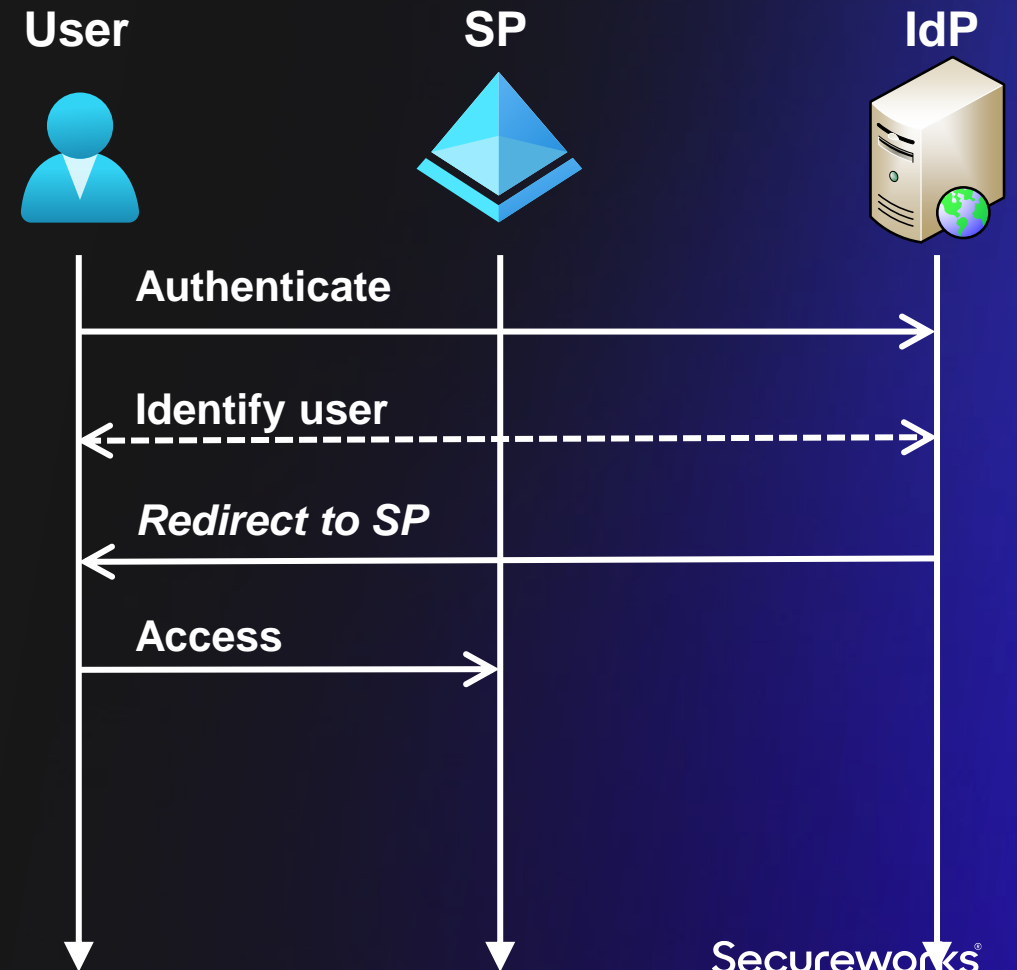 User SP IdP
Authenticate
Identify user
Redirect to SP
Access
Secureworks®